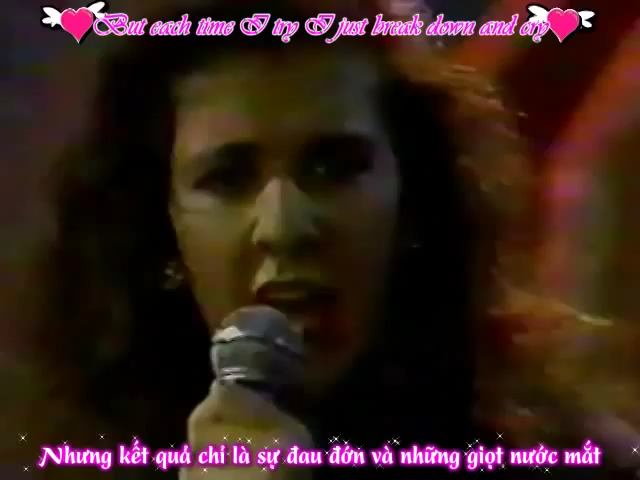 But each time I try I just break down and cry
Nhưng kết quả chỉ là sự đau đớn và những giọt nước mắt